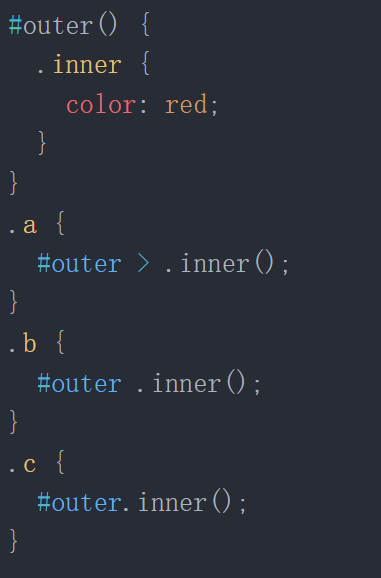 #outer() {
  .inner {
    color: red;
  }
}
.a {
  #outer > .inner();
}
.b {
  #outer .inner();
}
.c {
  #outer.inner();
}